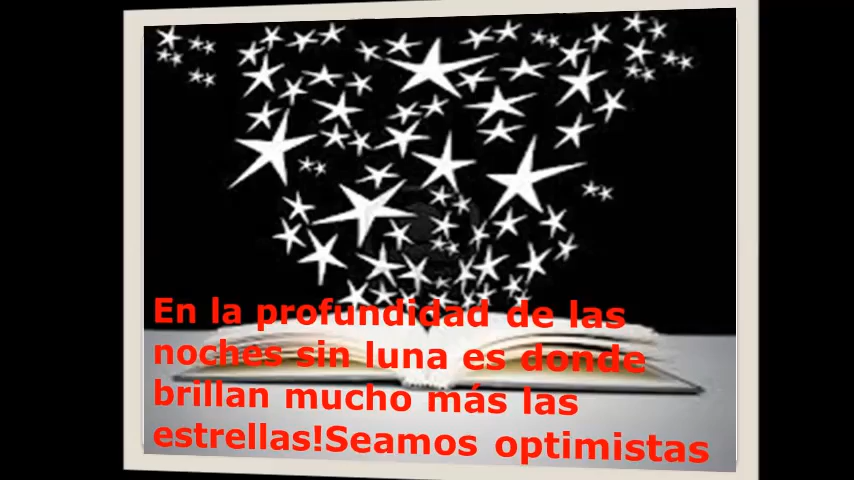 En la profundidad de las
noches sin luna es donde
brillan mucho más las
estrellas!Seamos optimistas